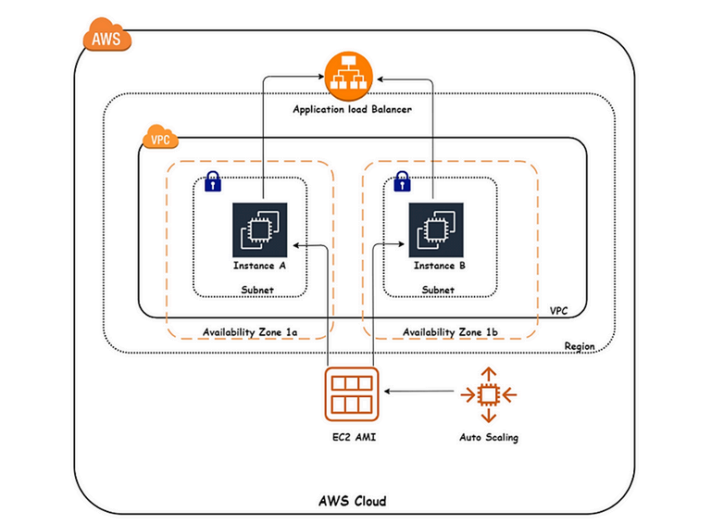 AWS
Application load Balancer
VPC
Instance A
Instance B
Subnet
Subnet
VPC
Availability Zone 1a
Availability Zone 1b
Region
EC2 AMI
Auto Scaling
AWS Cloud